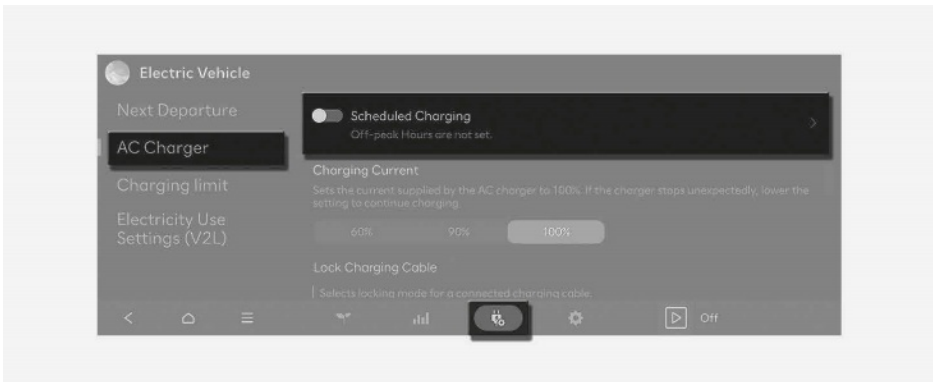 Electric Vehicle
Next Departure
AC Charger
Charging limit
Electricity Use
Settings (V2L)
Scheduled Charging
Off-peak Hours are not set.
Charging Current
Sets the current supplied by the AC charger to 100%. If the charger stops unexpectedly, lower the
setting to continue charging.
60% 90% 100%
Lock Charging Cable
Selects locking mode for a connected charging cable.
Off